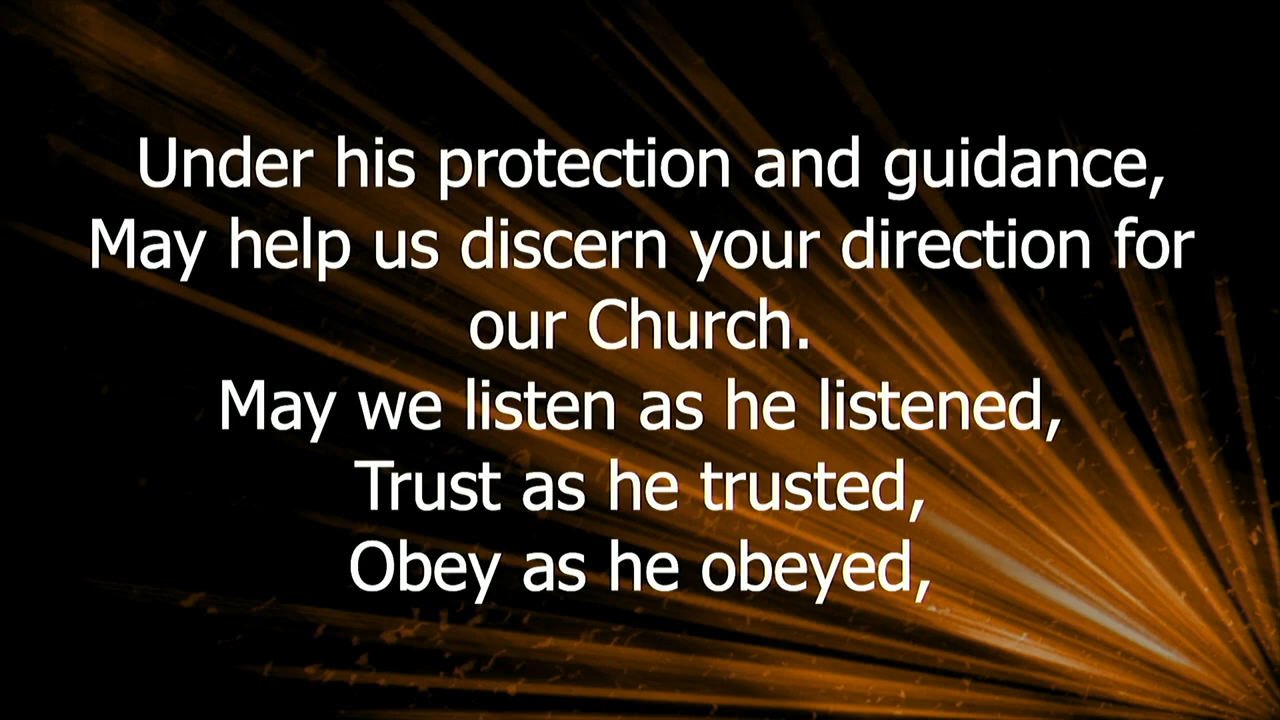 Under his protection and guidance,
May help us discern your direction for
our Church.
May we listen as he listened,
Trust as he trusted,
Obey as he obeyed,